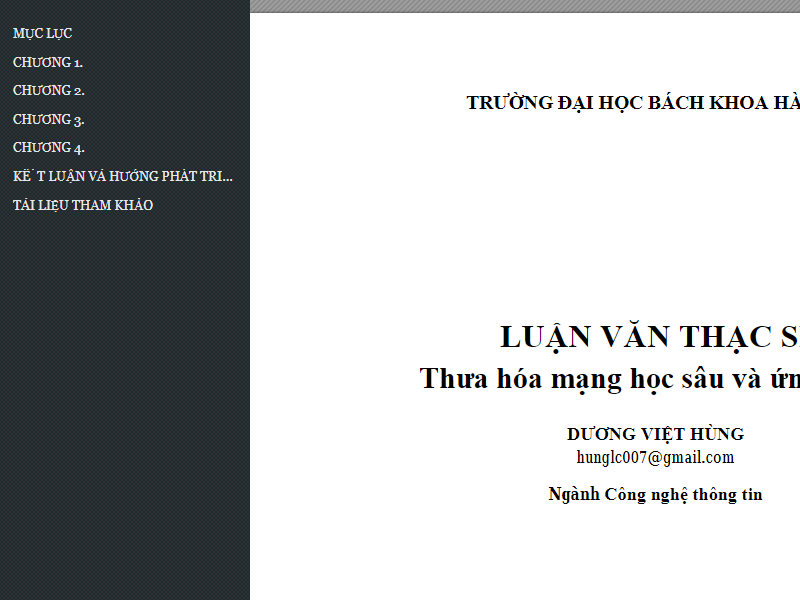 MỤC LỤC
CHƯƠNG 1.
CHƯƠNG 2.
CHƯƠNG 3.
CHƯƠNG 4.
KẾT LUẬN VÀ HƯỚNG PHÁT TRI...
TÀI LIỆU THAM KHẢO
TRƯỜNG ĐẠI HỌC BÁCH KHOA HÀ
LUẬN VĂN THẠC S
Thưa hóa mạng học sâu và ứn
DƯƠNG VIỆT HÙNG
hunglc007@gmail.com
Ngành Công nghệ thông tin